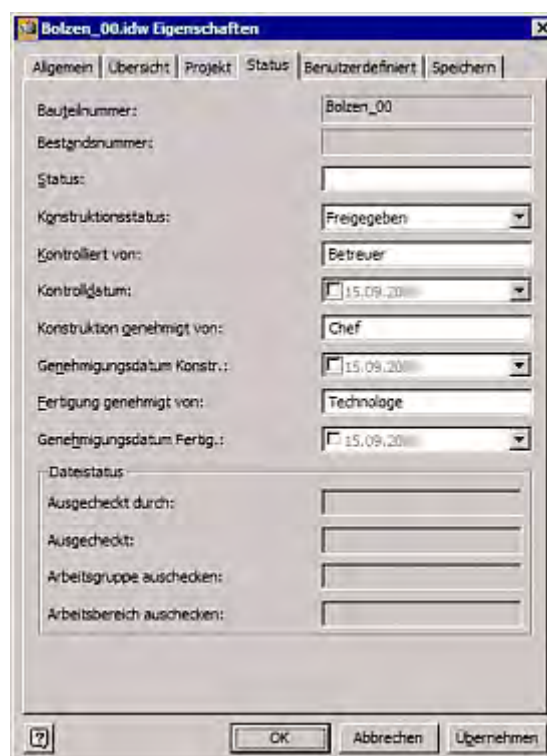 Bolzen_00.idw Eigenschaften
Allgemein Übersicht Projekt Status Benutzerdefiniert Speichern
Bauteilnummer: Bolzen_00
Bestandsnummer:
Status:
Konstruktionsstatus: Freigegeben
Kontrolliert von: Betreuer
Kontrolldatum: 15.09.20
Konstruktion genehmigt von: Chef
Genehmigungsdatum Konstr.: 15.09.20
Fertigung genehmigt von: Technologe
Genehmigungsdatum Fertig.: 15.09.20
Dateistatus
Ausgecheckt durch:
Ausgecheckt:
Arbeitsgruppe auschecken:
Arbeitsbereich auschecken:
? OK Abbrechen Übernehmen